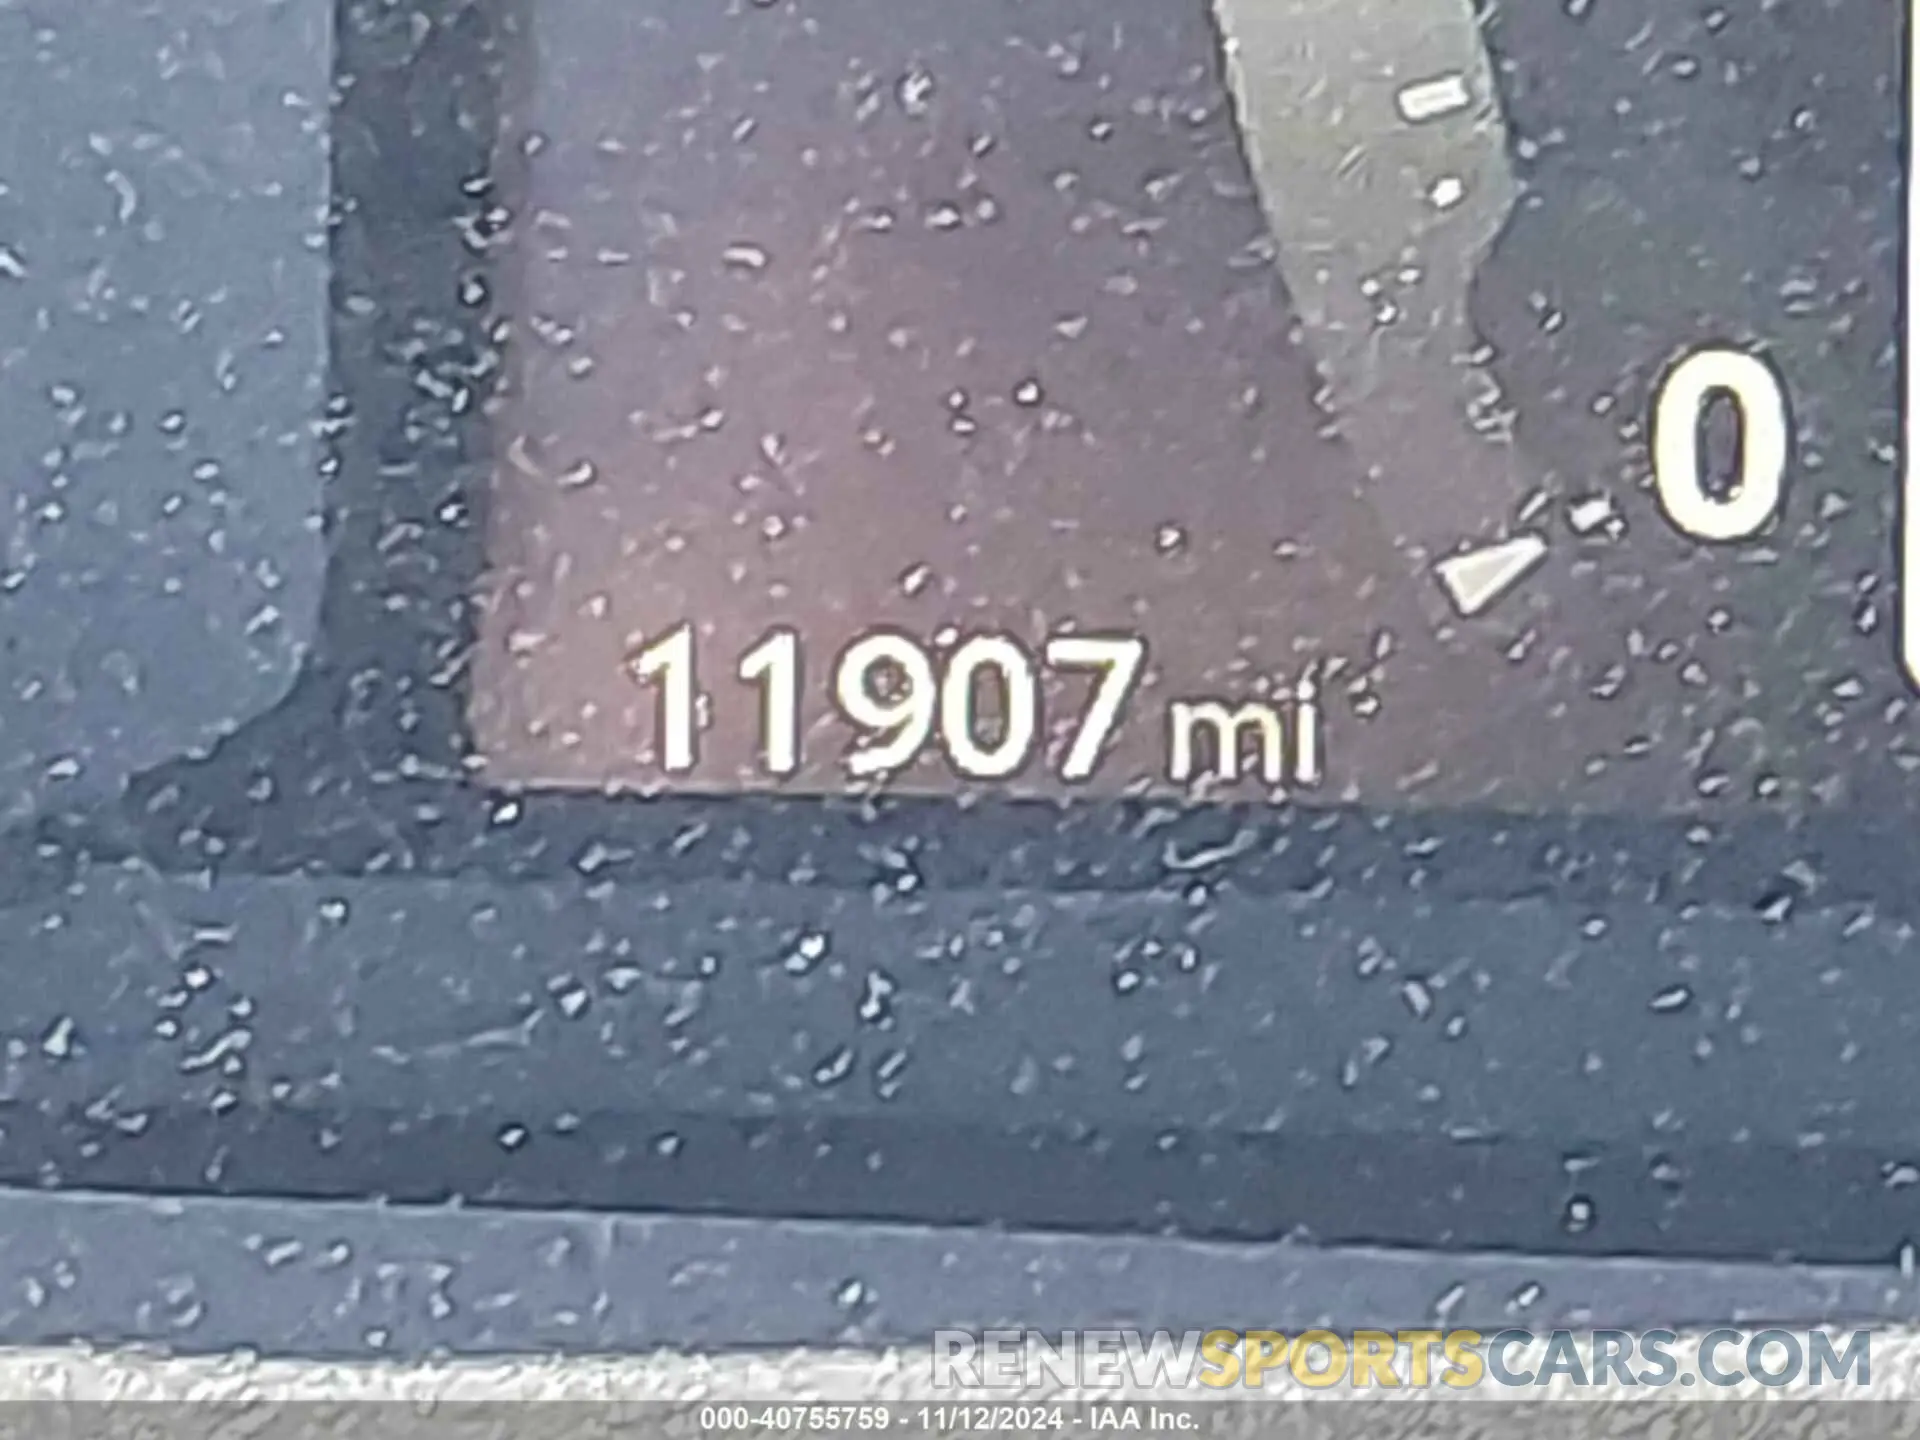 0
11907 mi
RENEWSPORTSCARS.COM
000-40755759 - 11/12/2024 - IAA Inc.